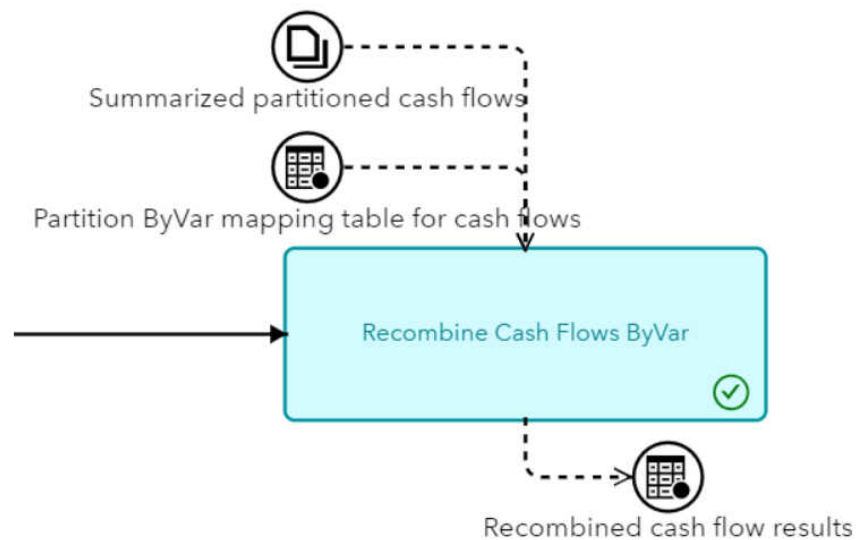 Summarized partitioned cash flows
Partition ByVar mapping table for cash flows
Recombine Cash Flows ByVar
Recombined cash flow results